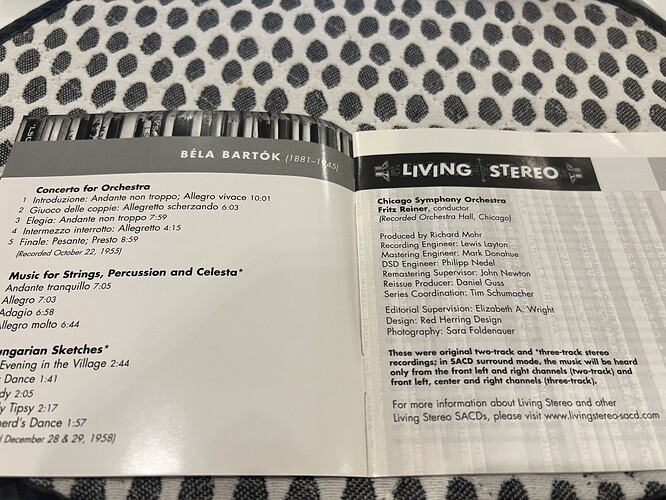 BÉLA BARTÓK (1881–1945)
Concerto for Orchestra
1 Introduzione: Andante non troppo; Allegro vivace 10:01
2 Giuoco delle coppie: Allegretto scherzando 6:03
3 Elegia: Andante non troppo 7:59
4 Intermezzo interrotto: Allegretto 4:15
5 Finale: Pesante; Presto 8:59
(Recorded October 22, 1955)
Music for Strings, Percussion and Celesta*
Andante tranquillo 7:05
Allegro 7:03
Adagio 6:58
Allegro molto 6:44
ungarian Sketches*
Evening in the Village 2:44
Dance 1:41
dy 2:05
y Tipsy 2:17
herd's Dance 1:57
d December 28 & 29, 1958)
LIVING STEREO
Chicago Symphony Orchestra
Fritz Reiner, conductor
(Recorded Orchestra Hall, Chicago)
Produced by Richard Mohr
Recording Engineer: Lewis Layton
Mastering Engineer: Mark Donahue
DSD Engineer: Philipp Nedel
Remastering Supervisor: John Newton
Reissue Producer: Daniel Guss
Series Coordination: Tim Schumacher
Editorial Supervision: Elizabeth A. Wright
Design: Red Herring Design
Photography: Sara Foldenauer
These were original two-track and *three-track stereo
recordings; in SACD surround mode, the music will be heard
only from the front left and right channels (two-track) and
front left, center and right channels (three-track).
For more information about Living Stereo and other
Living Stereo SACDs, please visit www.livingstereo-sacd.com